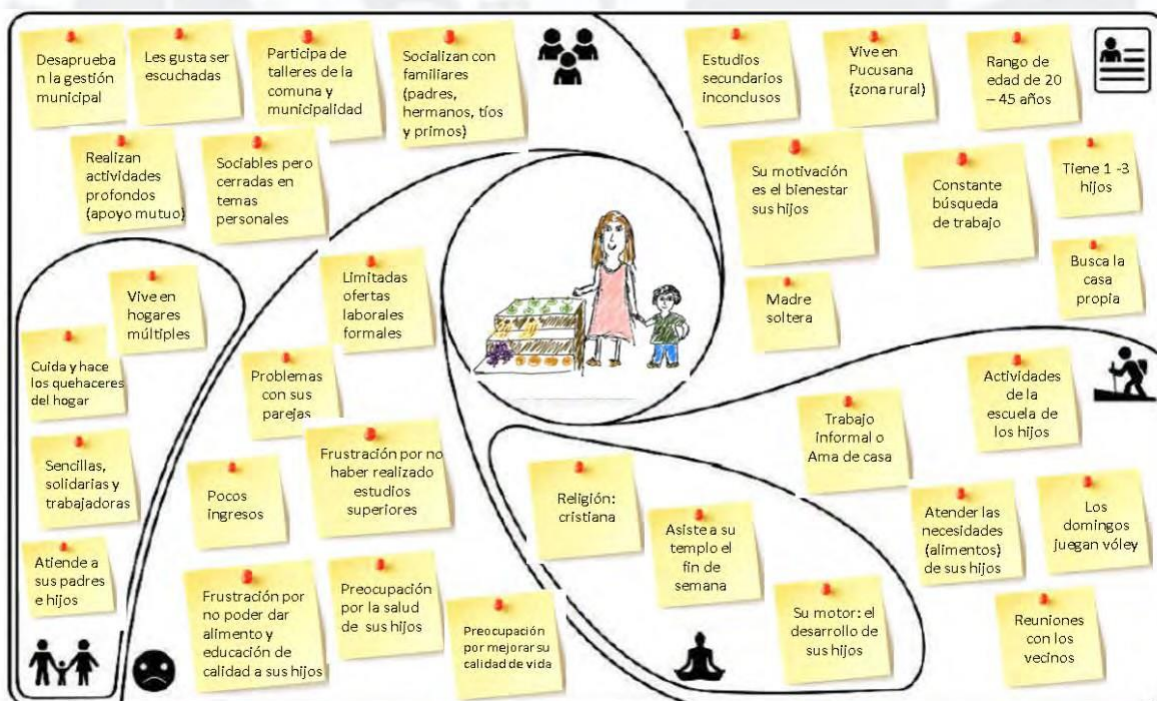 Desaprueba
n la gestión
municipal
Les gusta ser
escuchadas
Participa de
talleres de la
comuna y
municipalidad
Socializan con
familiares
(padres,
hermanos, tíos
y primos)
Realizan
actividades
profondos
(apoyo mutuo)
Sociables pero
cerradas en
temas
personales
Estudios
secundarios
inconclusos
Vive en
Pucusana
(zona rural)
Rango de
edad de 20
– 45 años
Su motivación
es el bienestar
sus hijos
Constante
búsqueda
de trabajo
Tiene 1 -3
hijos
Busca la
casa
propia
Madre
soltera
Vive en
hogares
múltiples
Cuida y hace
los quehaceres
del hogar
Sencillas,
solidarias y
trabajadoras
Atiende a
sus padres
e hijos
Limitadas
ofertas
laborales
formales
Problemas
con sus
parejas
Frustración por no
haber realizado
estudios
superiores
Pocos
ingresos
Frustración por
no poder dar
alimento y
educación de
calidad a sus hijos
Preocupación
por la salud
de sus hijos
Preocupación
por mejorar su
calidad de vida
Religión:
cristiana
Asiste a su
templo el
fin de
semana
Su motor: el
desarrollo de
sus hijos
Trabajo
informal o
Ama de casa
Actividades
de la
escuela de
los hijos
Atender las
necesidades
(alimentos)
de sus hijos
Los
domingos
juegan vóley
Reuniones
con los
vecinos